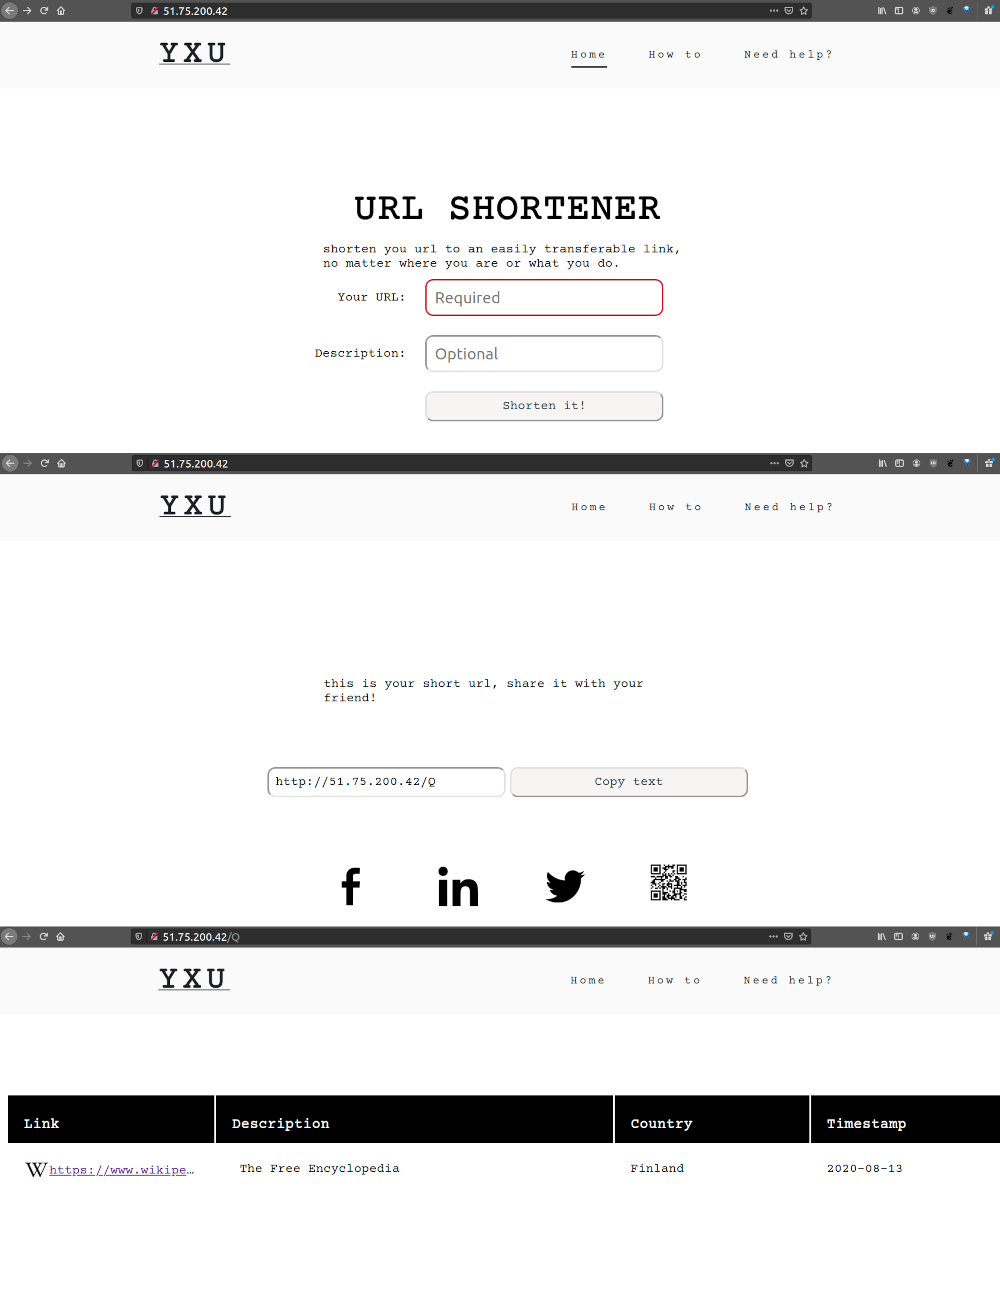 51.75.200.42
YXU
Home How to Need help?
URL SHORTENER
shorten you url to an easily transferable link,
no matter where you are or what you do.
Your URL: Required
Description: Optional
Shorten it!
51.75.200.42
YXU
Home How to Need help?
this is your short url, share it with your
friend!
http://51.75.200.42/Q Copy text
f in
51.75.200.42/Q
YXU
Home How to Need help?
Link Description Country Timestamp
W https://www.wikipe… The Free Encyclopedia Finland 2020-08-13